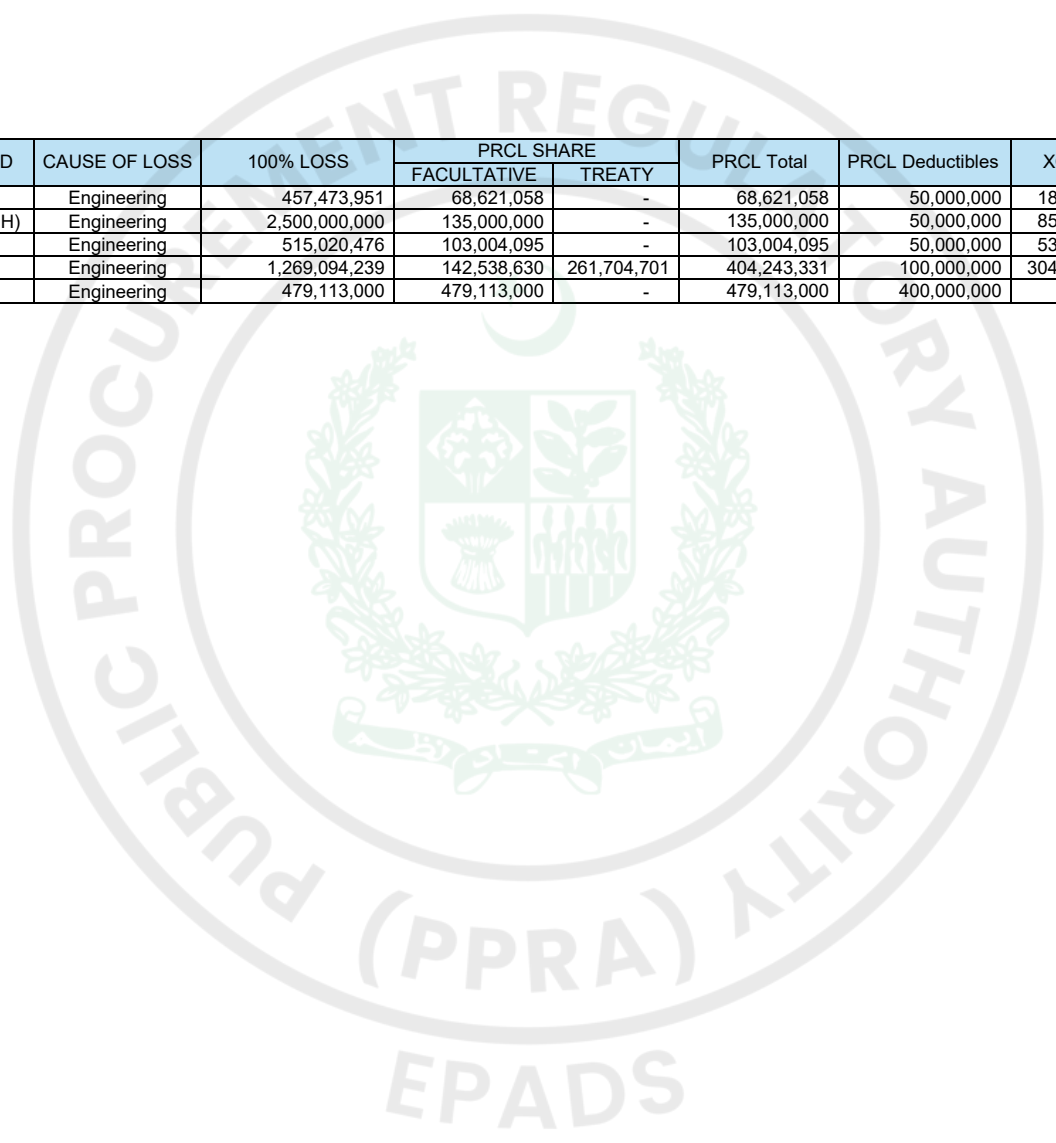 D CAUSE OF LOSS 100% LOSS PRCL SHARE PRCL Total PRCL Deductibles X
FACULTATIVE TREATY
Engineering 457,473,951 68,621,058 - 68,621,058 50,000,000 18
H) Engineering 2,500,000,000 135,000,000 - 135,000,000 50,000,000 85
Engineering 515,020,476 103,004,095 - 103,004,095 50,000,000 53
Engineering 1,269,094,239 142,538,630 261,704,701 404,243,331 100,000,000 304
Engineering 479,113,000 479,113,000 - 479,113,000 400,000,000
PUBLIC PROCUREMENT REGULATORY AUTHORITY
(PPRA)
EPADS